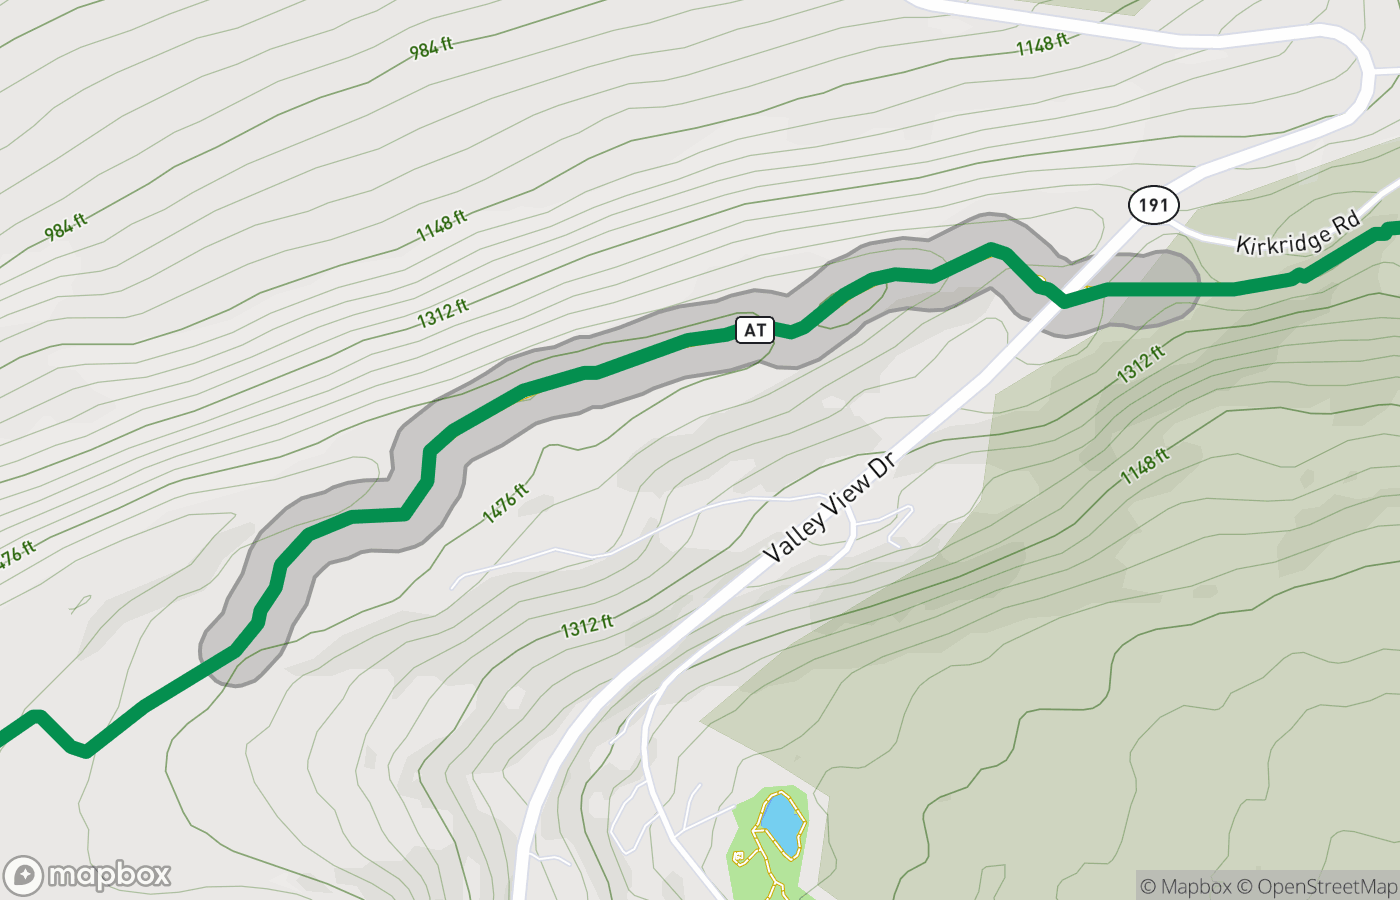 984 ft
1148 ft
191
984 ft
1148 ft
Kirkridge Rd
1312 ft
AT
1312 ft
1148 ft
1476 ft
Valley View Dr
476 ft
1312 ft
mapbox
© Mapbox © OpenStreetMap